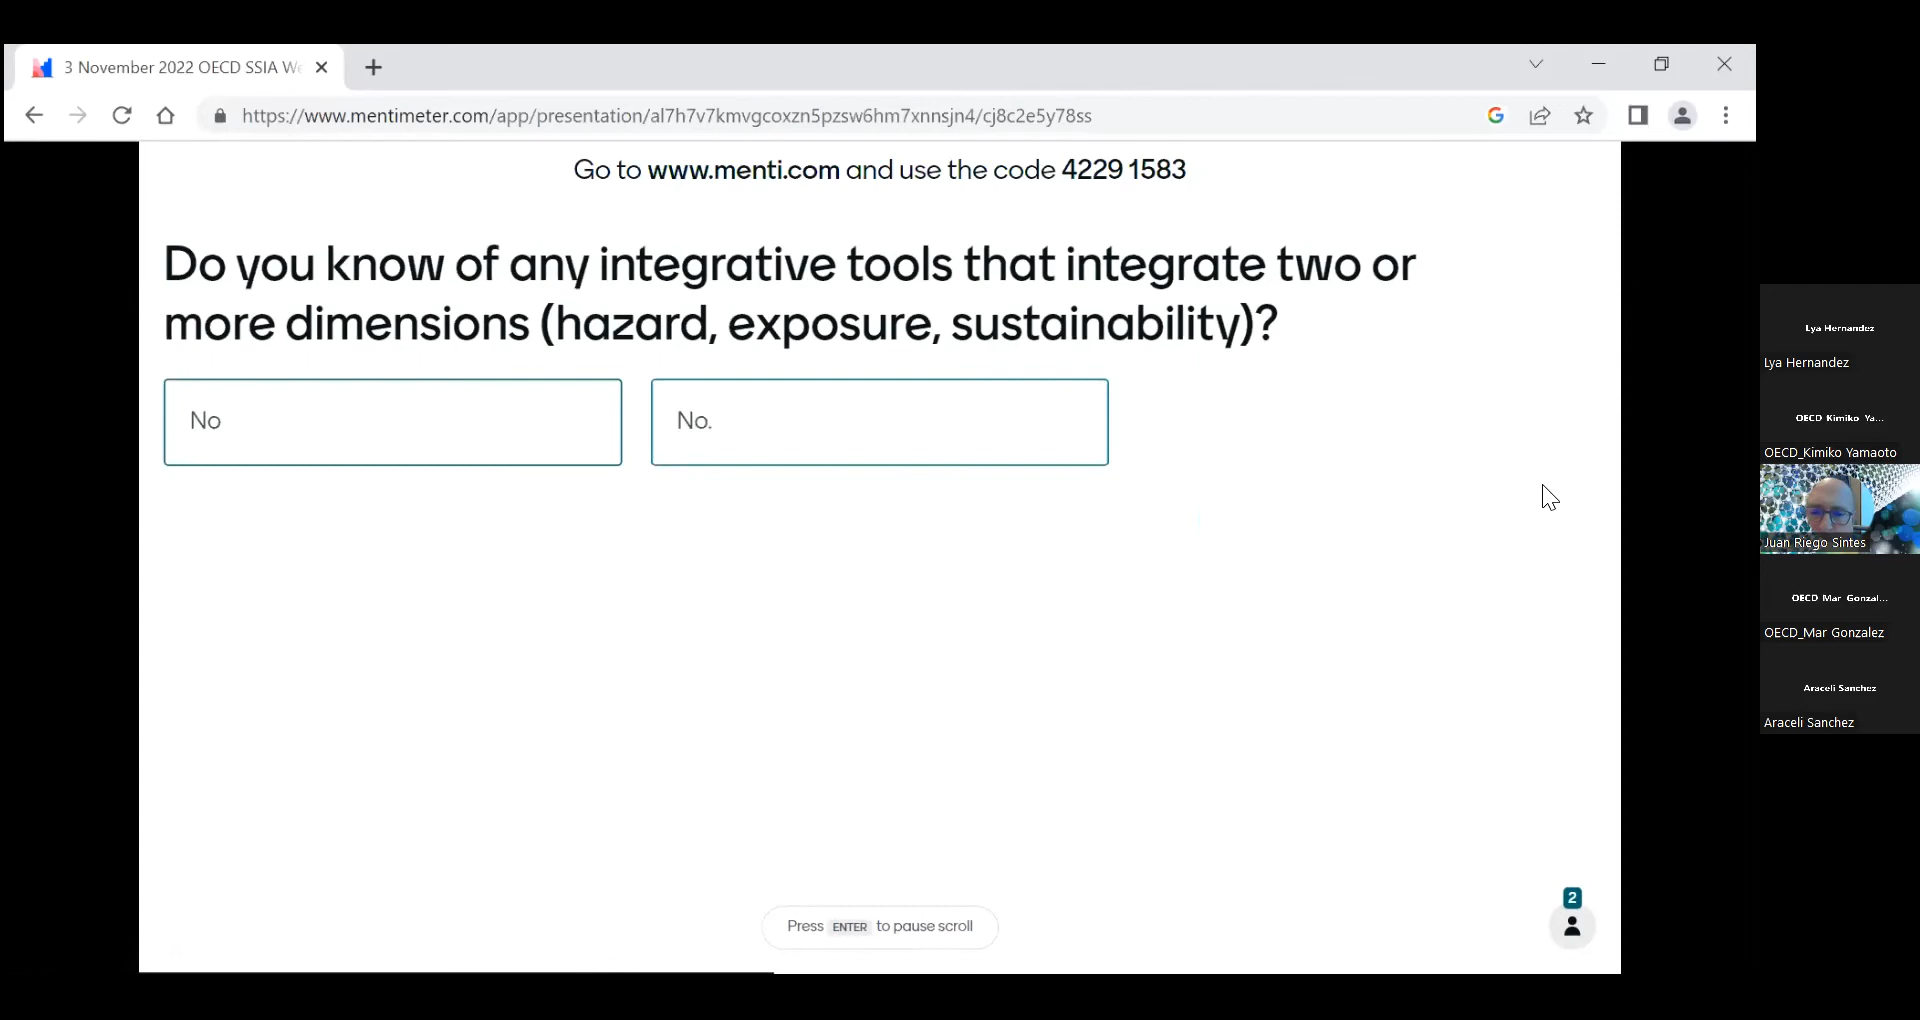 3 November 2022 OECD SSIA We
https://www.mentimeter.com/app/presentation/al7h7v7kmvgcoxzn5pzsw6hm7xnnsjn4/cj8c2e5y78ss
Go to www.menti.com and use the code 4229 1583
Do you know of any integrative tools that integrate two or
more dimensions (hazard, exposure, sustainability)?
No
No.
Press ENTER to pause scroll
2
Lya Hernandez
Lya Hernandez
OECD Kimiko Ya...
OECD_Kimiko Yamaoto
Juan Riego Sintes
OECD Mar Gonzal...
OECD_Mar Gonzalez
Araceli Sanchez
Araceli Sanchez